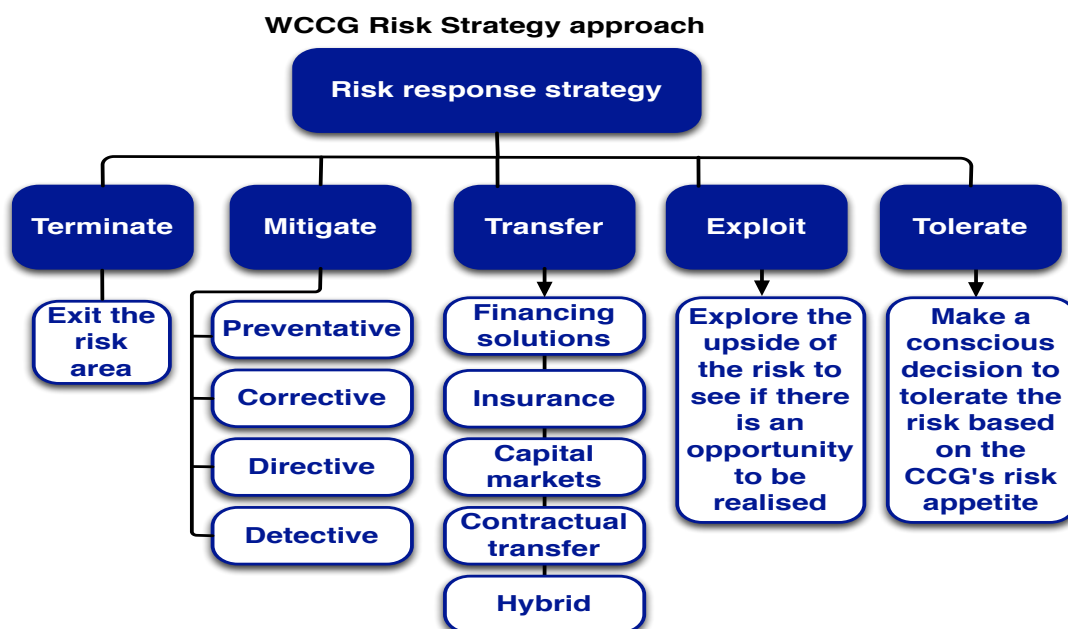 WCCG Risk Strategy approach
Risk response strategy
Terminate
Mitigate
Transfer
Exploit
Tolerate
Exit the
risk
area
Preventative
Corrective
Directive
Detective
Financing
solutions
Insurance
Capital
markets
Contractual
transfer
Hybrid
Explore the
upside of
the risk to
see if there
is an
opportunity
to be
realised
Make a
conscious
decision to
tolerate the
risk based
on the
CCG's risk
appetite